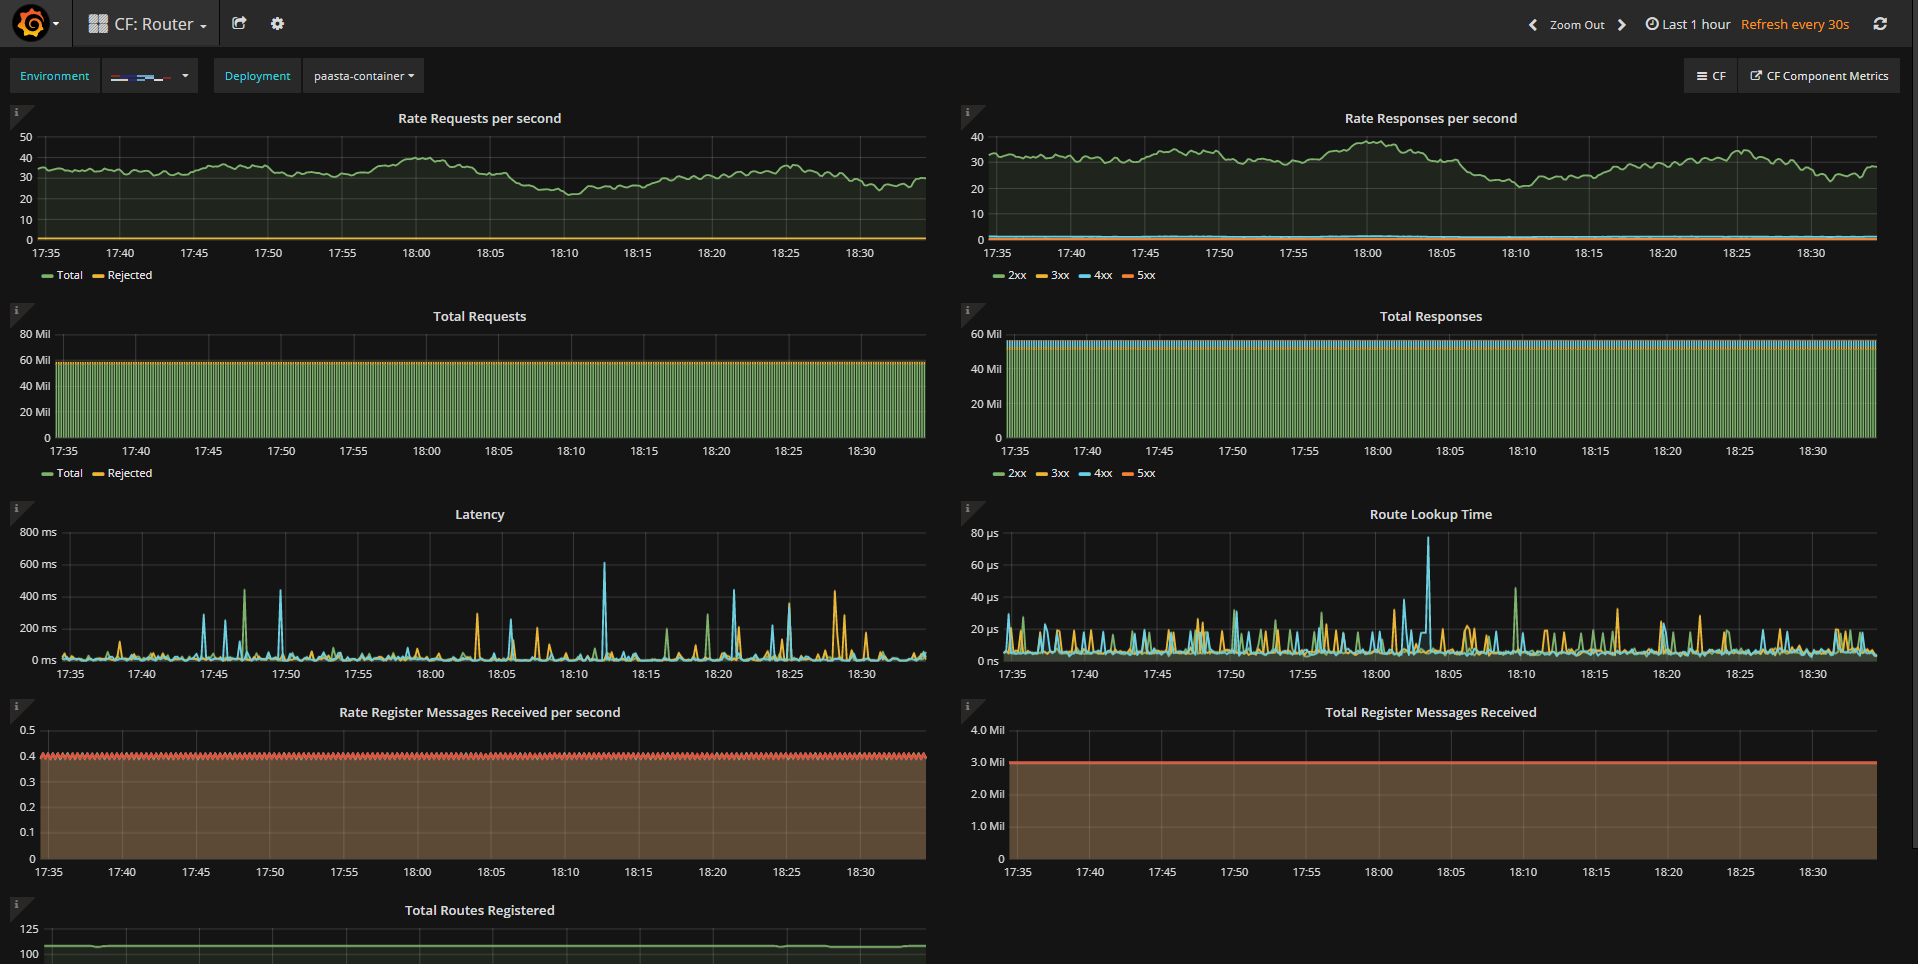 CF: Router
Zoom Out
Last 1 hour
Refresh every 30s
Environment
Deployment
paasta-container
CF
CF Component Metrics
Rate Requests per second
50
40
30
20
10
0
17:35 17:40 17:45 17:50 17:55 18:00 18:05 18:10 18:15 18:20 18:25 18:30
Total Rejected
Rate Responses per second
40
30
20
10
0
17:35 17:40 17:45 17:50 17:55 18:00 18:05 18:10 18:15 18:20 18:25 18:30
2xx 3xx 4xx 5xx
Total Requests
80 Mil
60 Mil
40 Mil
20 Mil
0
17:35 17:40 17:45 17:50 17:55 18:00 18:05 18:10 18:15 18:20 18:25 18:30
Total Rejected
Total Responses
60 Mil
40 Mil
20 Mil
0
17:35 17:40 17:45 17:50 17:55 18:00 18:05 18:10 18:15 18:20 18:25 18:30
2xx 3xx 4xx 5xx
Latency
800 ms
600 ms
400 ms
200 ms
0 ms
17:35 17:40 17:45 17:50 17:55 18:00 18:05 18:10 18:15 18:20 18:25 18:30
Route Lookup Time
80 µs
60 µs
40 µs
20 µs
0 ns
17:35 17:40 17:45 17:50 17:55 18:00 18:05 18:10 18:15 18:20 18:25 18:30
Rate Register Messages Received per second
0.5
0.4
0.3
0.2
0.1
0
17:35 17:40 17:45 17:50 17:55 18:00 18:05 18:10 18:15 18:20 18:25 18:30
Total Register Messages Received
4.0 Mil
3.0 Mil
2.0 Mil
1.0 Mil
0
17:35 17:40 17:45 17:50 17:55 18:00 18:05 18:10 18:15 18:20 18:25 18:30
Total Routes Registered
125
100